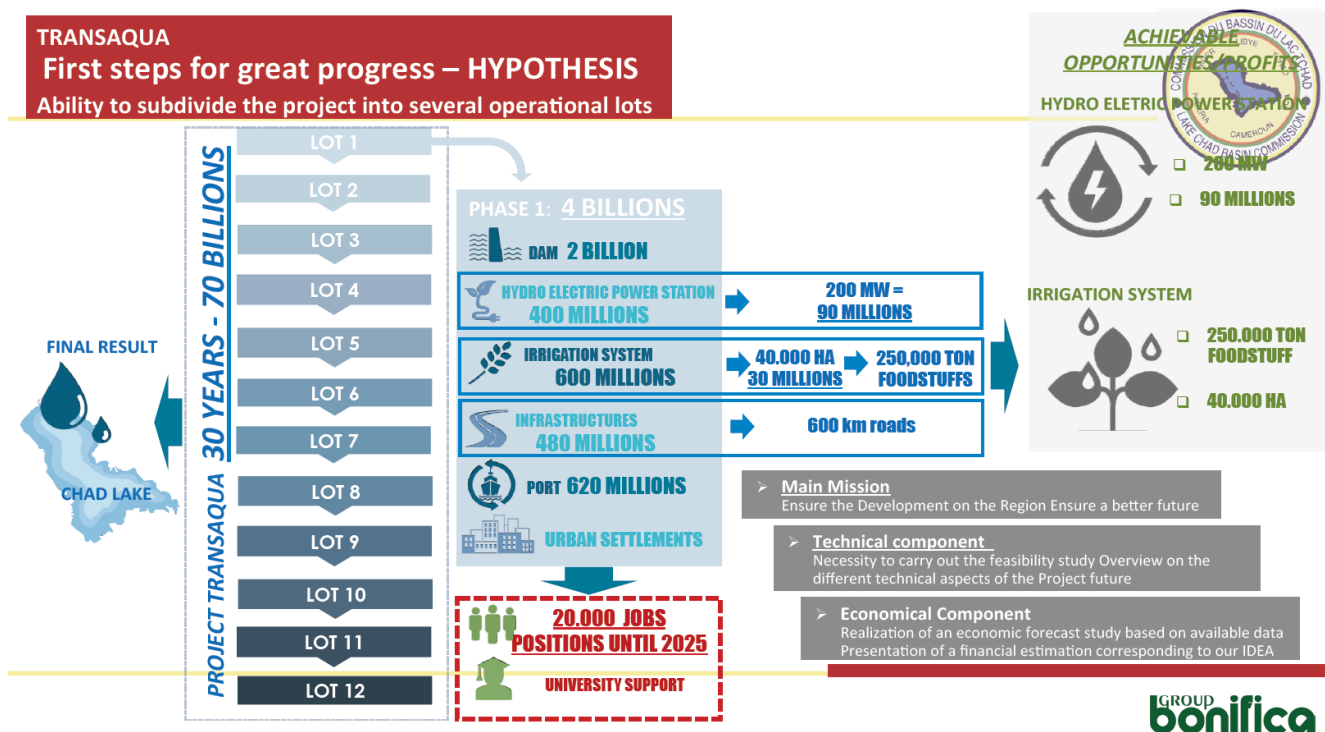 TRANSAQUA
First steps for great progress – HYPOTHESIS
Ability to subdivide the project into several operational lots
FINAL RESULT
CHAD LAKE
PROJECT TRANSAQUA 30 YEARS - 70 BILLIONS
LOT 1
LOT 2
LOT 3
LOT 4
LOT 5
LOT 6
LOT 7
LOT 8
LOT 9
LOT 10
LOT 11
LOT 12
PHASE 1: 4 BILLIONS
DAM 2 BILLION
HYDRO ELECTRIC POWER STATION
400 MILLIONS
200 MW =
90 MILLIONS
IRRIGATION SYSTEM
600 MILLIONS
40.000 HA
30 MILLIONS
250,000 TON
FOODSTUFFS
INFRASTRUCTURES
480 MILLIONS
600 km roads
PORT 620 MILLIONS
URBAN SETTLEMENTS
20.000 JOBS
POSITIONS UNTIL 2025
UNIVERSITY SUPPORT
ACHIEVABLE
OPPORTUNITIES/PROFITS
HYDRO ELETRIC POWER STATION
200 MW
90 MILLIONS
IRRIGATION SYSTEM
250.000 TON
FOODSTUFF
40.000 HA
COMMISSION DU BASSIN DU LAC TCHAD
LAKE CHAD BASIN COMMISSION
LIBYE
CAMEROUN
Main Mission
Ensure the Development on the Region Ensure a better future
Technical component
Necessity to carry out the feasibility study Overview on the
different technical aspects of the Project future
Economical Component
Realization of an economic forecast study based on available data
Presentation of a financial estimation corresponding to our IDEA
GROUP
bonifica